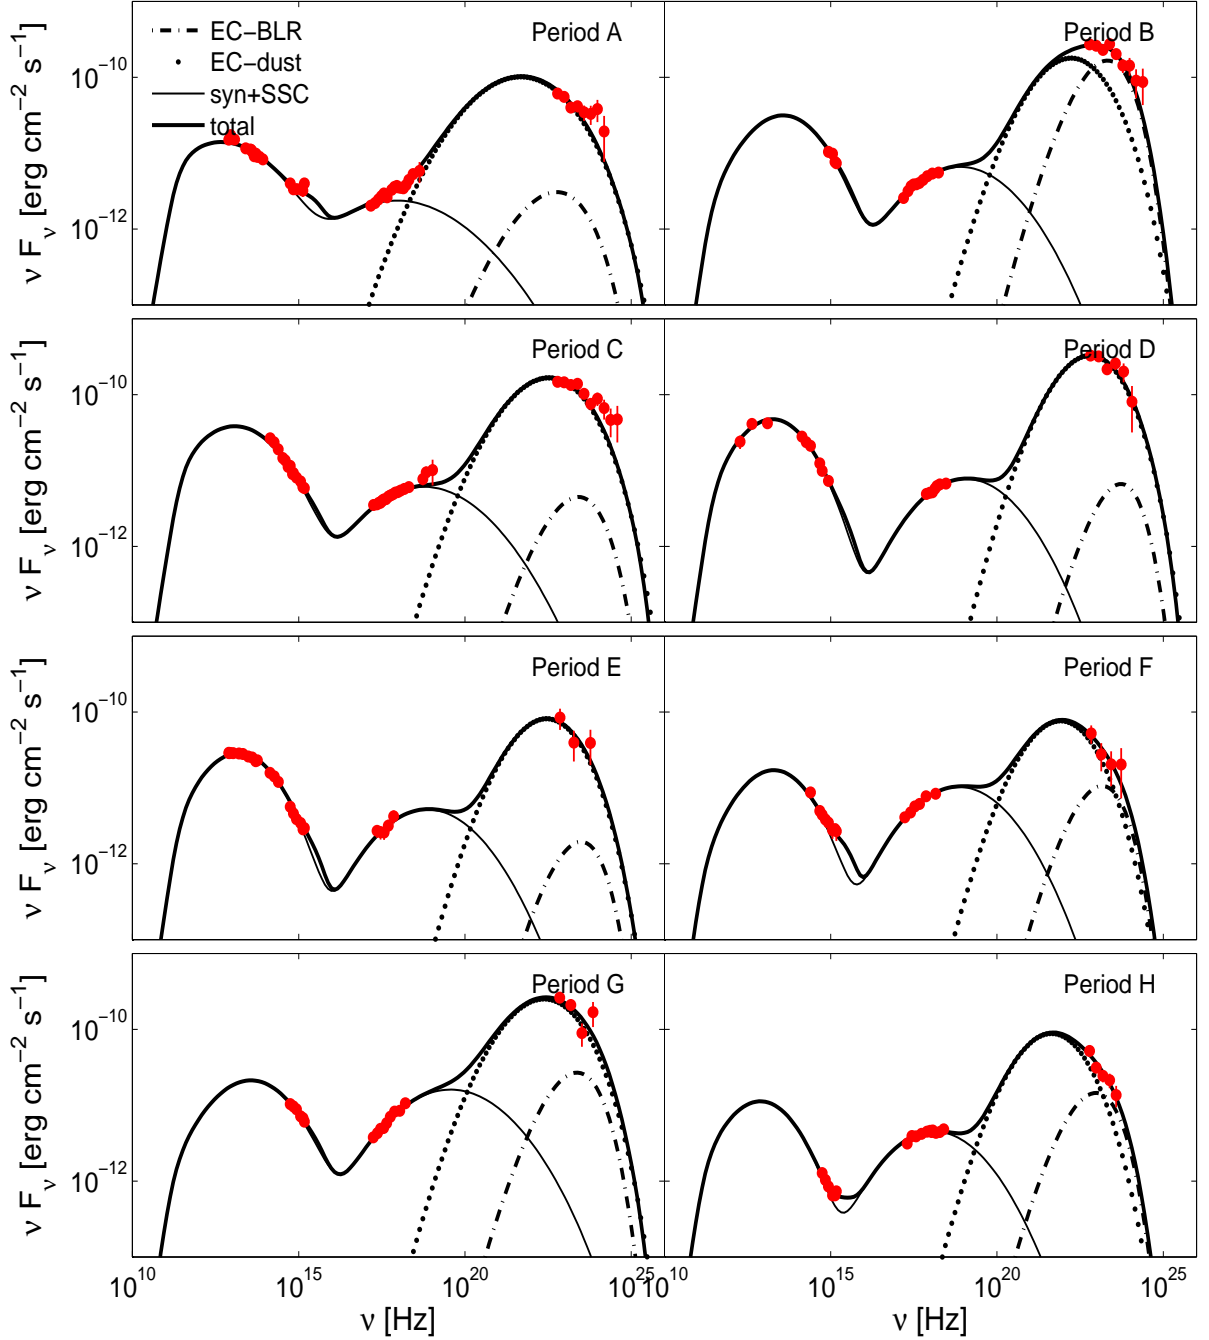 EC−BLR
EC−dust
syn+SSC
total
Period A
Period B
10^−10
10^−12
ν F_ν [erg cm^−2 s^−1]
Period C
Period D
10^−10
10^−12
ν F_ν [erg cm^−2 s^−1]
Period E
Period F
10^−10
10^−12
ν F_ν [erg cm^−2 s^−1]
Period G
Period H
10^−10
10^−12
ν F_ν [erg cm^−2 s^−1]
10^10 10^15 10^20 10^25
10^10 10^15 10^20 10^25
ν [Hz]
ν [Hz]